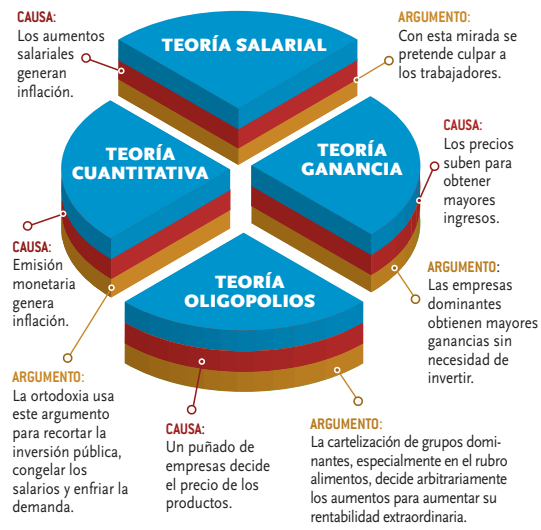 CAUSA:
Los aumentos
salariales
generan
inflación.
TEORÍA SALARIAL
ARGUMENTO:
Con esta mirada se
pretende culpar a
los trabajadores.
TEORÍA
CUANTITATIVA
CAUSA:
Emisión
monetaria
genera
inflación.
ARGUMENTO:
La ortodoxia usa
este argumento
para recortar la
inversión pública,
congelar los
salarios y enfriar la
demanda.
TEORÍA
GANANCIA
CAUSA:
Los precios
suben para
obtener
mayores
ingresos.
ARGUMENTO:
Las empresas
dominantes
obtienen mayores
ganancias sin
necesidad de
invertir.
TEORÍA
OLIGOPOLIOS
CAUSA:
Un puñado de
empresas decide
el precio de los
productos.
ARGUMENTO:
La cartelización de grupos domi-
nantes, especialmente en el rubro
alimentos, decide arbitrariamente
los aumentos para aumentar su
rentabilidad extraordinaria.